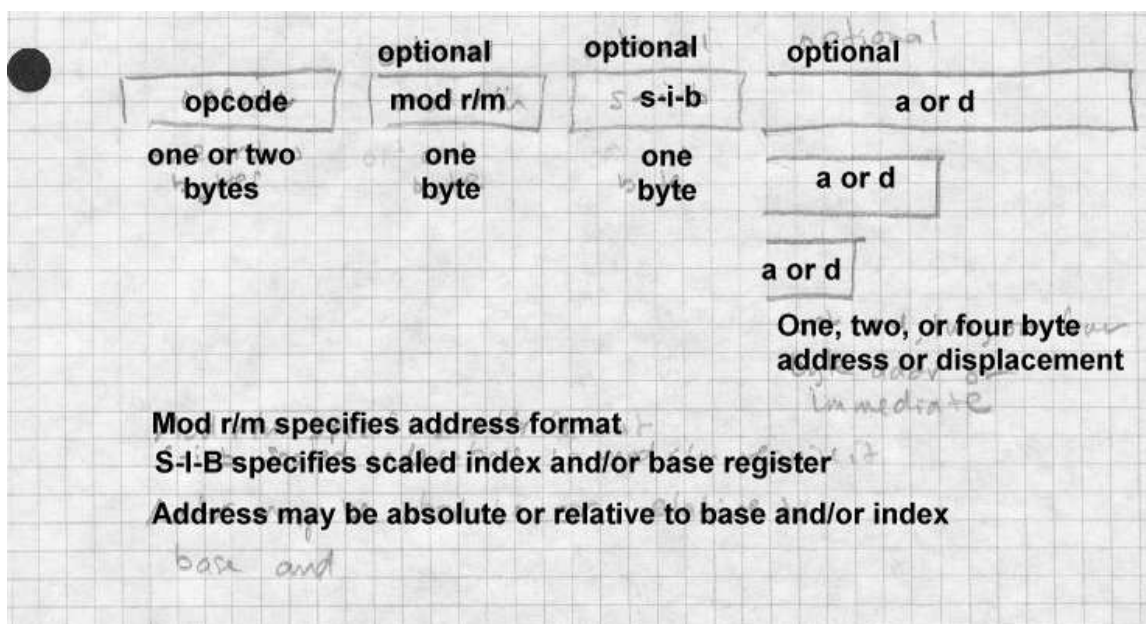 optional optional optional
opcode mod r/m s-i-b a or d
one or two one one
bytes byte byte
a or d
a or d
One, two, or four byte
address or displacement
immediate
Mod r/m specifies address format
S-I-B specifies scaled index and/or base register
Address may be absolute or relative to base and/or index
base and